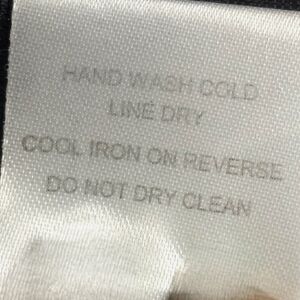 HAND WASH COLD
LINE DRY
COOL IRON ON REVERSE
DO NOT DRY CLEAN